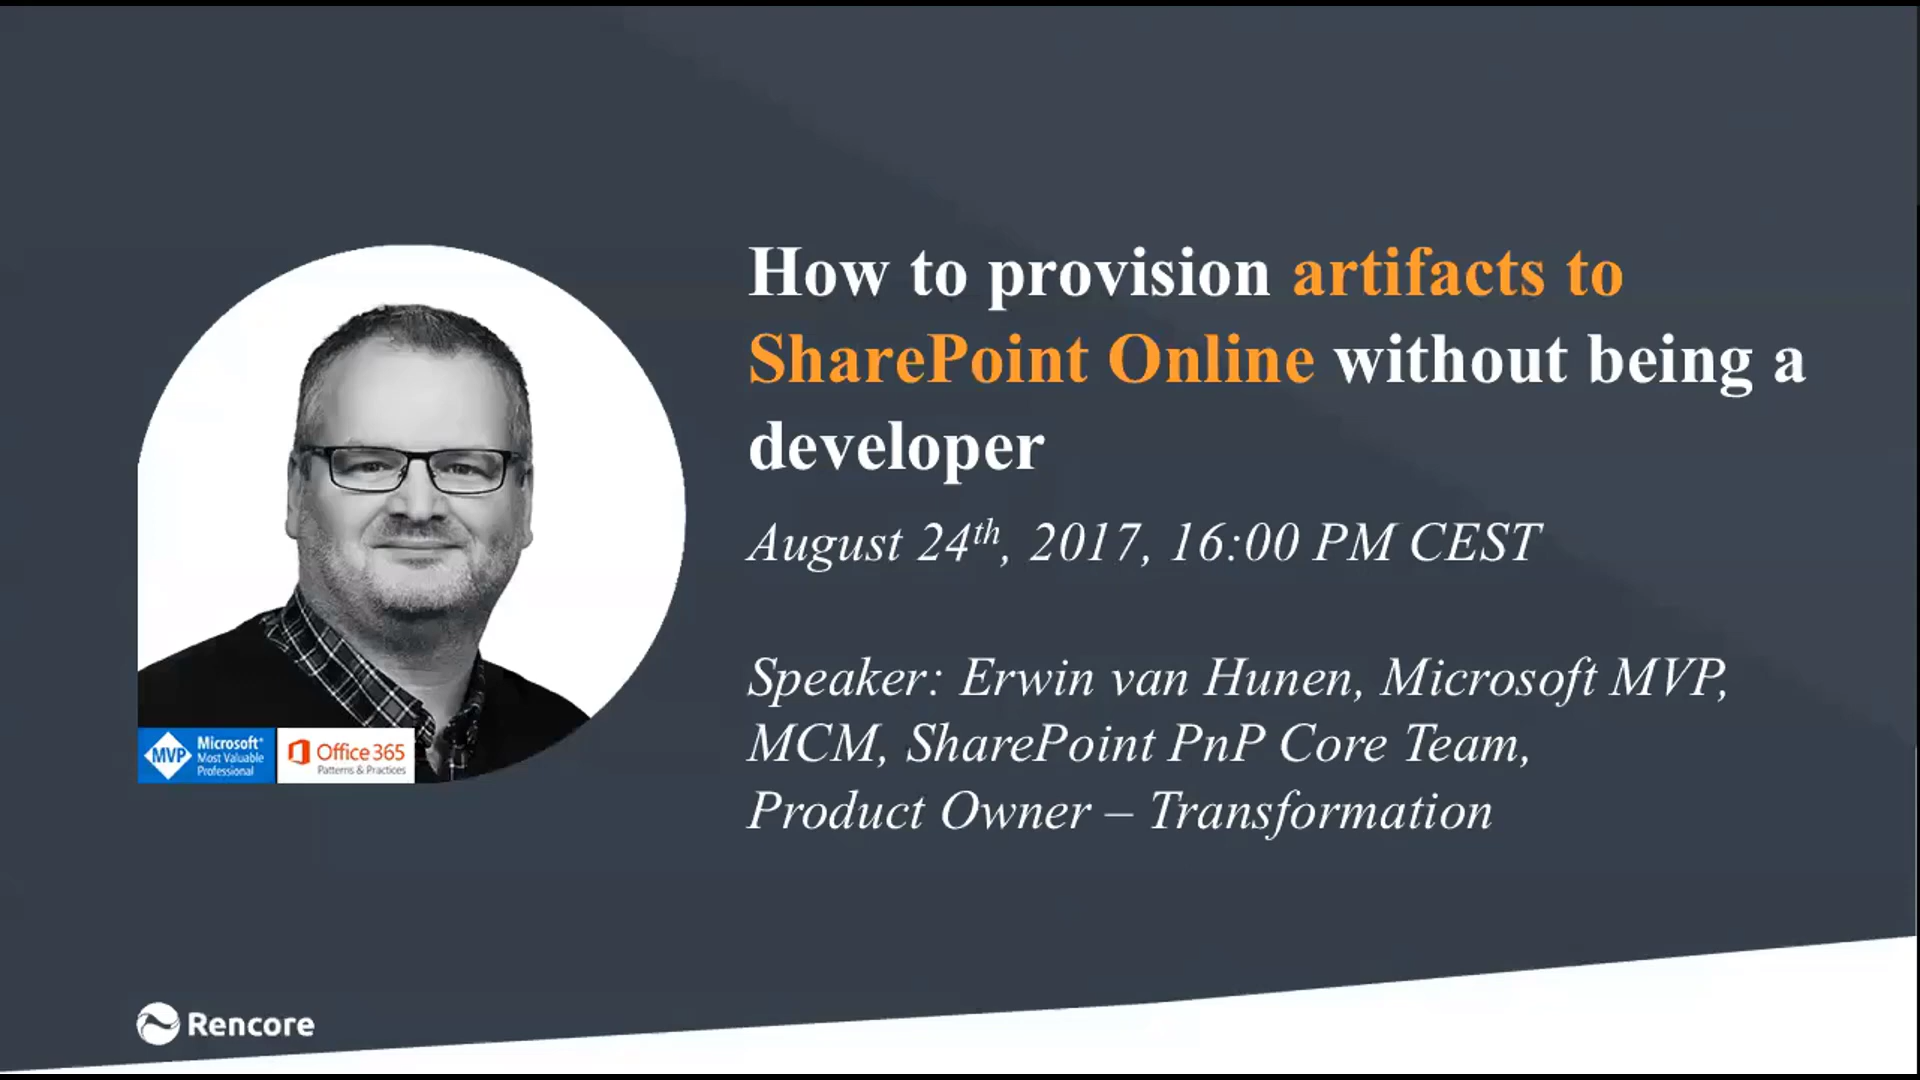 How to provision artifacts to
SharePoint Online without being a
developer
August 24th, 2017, 16:00 PM CEST
Speaker: Erwin van Hunen, Microsoft MVP,
MCM, SharePoint PnP Core Team,
Product Owner – Transformation
MVP
Microsoft®
Most Valuable
Professional
Office 365
Patterns & Practices
Rencore